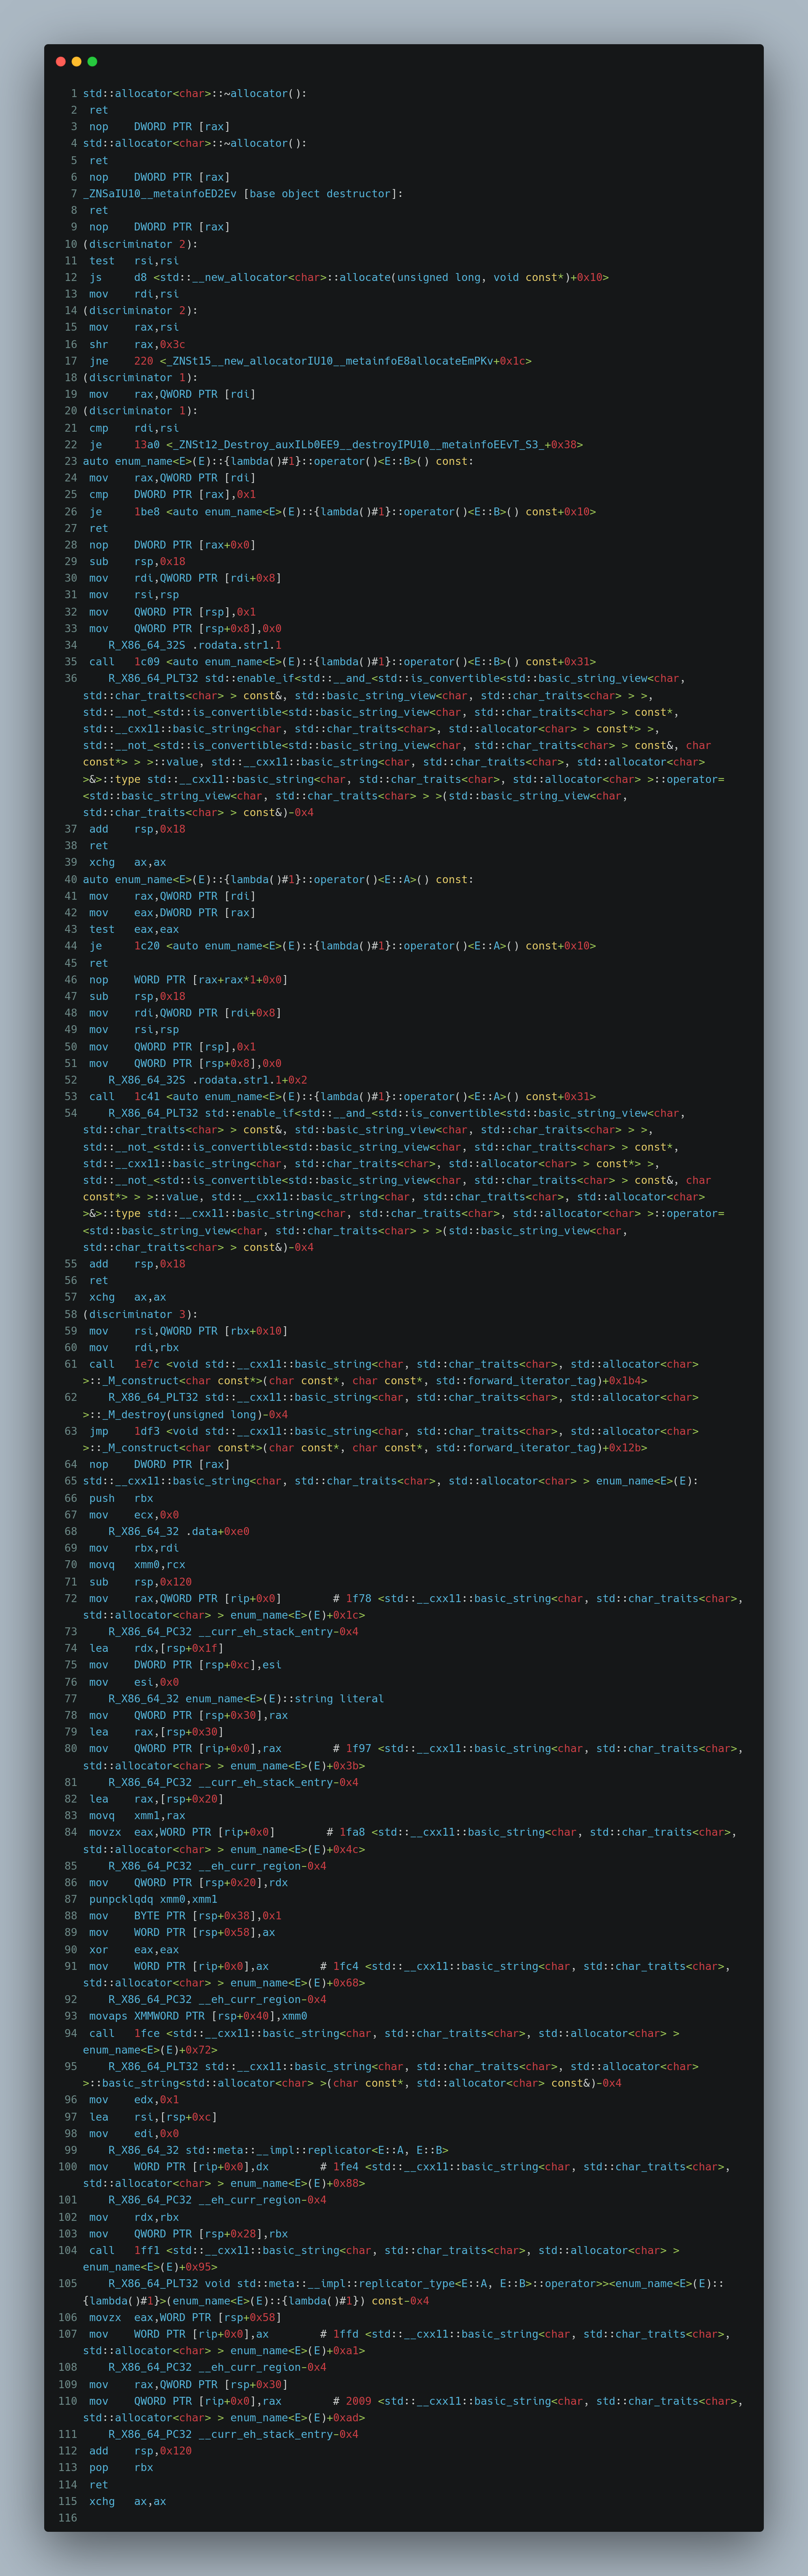 1 std::allocator<char>::~allocator():
2  ret
3  nop    DWORD PTR [rax]
4 std::allocator<char>::~allocator():
5  ret
6  nop    DWORD PTR [rax]
7 _ZNSaIU10__metainfoED2Ev [base object destructor]:
8  ret
9  nop    DWORD PTR [rax]
10 (discriminator 2):
11  test   rsi,rsi
12  js     d8 <std::__new_allocator<char>::allocate(unsigned long, void const*)+0x10>
13  mov    rdi,rsi
14 (discriminator 2):
15  mov    rax,rsi
16  shr    rax,0x3c
17  jne    220 <_ZNSt15__new_allocatorIU10__metainfoE8allocateEmPKv+0x1c>
18 (discriminator 1):
19  mov    rax,QWORD PTR [rdi]
20 (discriminator 1):
21  cmp    rdi,rsi
22  je     13a0 <_ZNSt12_Destroy_auxILb0EE9__destroyIPU10__metainfoEEvT_S3_+0x38>
23 auto enum_name<E>(E)::{lambda()#1}::operator()<E::B>() const:
24  mov    rax,QWORD PTR [rdi]
25  cmp    DWORD PTR [rax],0x1
26  je     1be8 <auto enum_name<E>(E)::{lambda()#1}::operator()<E::B>() const+0x10>
27  ret
28  nop    DWORD PTR [rax+0x0]
29  sub    rsp,0x18
30  mov    rdi,QWORD PTR [rdi+0x8]
31  mov    rsi,rsp
32  mov    QWORD PTR [rsp],0x1
33  mov    QWORD PTR [rsp+0x8],0x0
34     R_X86_64_32S .rodata.str1.1
35  call   1c09 <auto enum_name<E>(E)::{lambda()#1}::operator()<E::B>() const+0x31>
36     R_X86_64_PLT32 std::enable_if<std::__and_<std::is_convertible<std::basic_string_view<char,
std::char_traits<char> > const&, std::basic_string_view<char, std::char_traits<char> > >,
std::__not_<std::is_convertible<std::basic_string_view<char, std::char_traits<char> > const*,
std::__cxx11::basic_string<char, std::char_traits<char>, std::allocator<char> > const*> >,
std::__not_<std::is_convertible<std::basic_string_view<char, std::char_traits<char> > const&, char
const*> > >::value, std::__cxx11::basic_string<char, std::char_traits<char>, std::allocator<char>
>&>::type std::__cxx11::basic_string<char, std::char_traits<char>, std::allocator<char> >::operator=
<std::basic_string_view<char, std::char_traits<char> > >(std::basic_string_view<char,
std::char_traits<char> > const&)-0x4
37  add    rsp,0x18
38  ret
39  xchg   ax,ax
40 auto enum_name<E>(E)::{lambda()#1}::operator()<E::A>() const:
41  mov    rax,QWORD PTR [rdi]
42  mov    eax,DWORD PTR [rax]
43  test   eax,eax
44  je     1c20 <auto enum_name<E>(E)::{lambda()#1}::operator()<E::A>() const+0x10>
45  ret
46  nop    WORD PTR [rax+rax*1+0x0]
47  sub    rsp,0x18
48  mov    rdi,QWORD PTR [rdi+0x8]
49  mov    rsi,rsp
50  mov    QWORD PTR [rsp],0x1
51  mov    QWORD PTR [rsp+0x8],0x0
52     R_X86_64_32S .rodata.str1.1+0x2
53  call   1c41 <auto enum_name<E>(E)::{lambda()#1}::operator()<E::A>() const+0x31>
54     R_X86_64_PLT32 std::enable_if<std::__and_<std::is_convertible<std::basic_string_view<char,
std::char_traits<char> > const&, std::basic_string_view<char, std::char_traits<char> > >,
std::__not_<std::is_convertible<std::basic_string_view<char, std::char_traits<char> > const*,
std::__cxx11::basic_string<char, std::char_traits<char>, std::allocator<char> > const*> >,
std::__not_<std::is_convertible<std::basic_string_view<char, std::char_traits<char> > const&, char
const*> > >::value, std::__cxx11::basic_string<char, std::char_traits<char>, std::allocator<char>
>&>::type std::__cxx11::basic_string<char, std::char_traits<char>, std::allocator<char> >::operator=
<std::basic_string_view<char, std::char_traits<char> > >(std::basic_string_view<char,
std::char_traits<char> > const&)-0x4
55  add    rsp,0x18
56  ret
57  xchg   ax,ax
58 (discriminator 3):
59  mov    rsi,QWORD PTR [rbx+0x10]
60  mov    rdi,rbx
61  call   1e7c <void std::__cxx11::basic_string<char, std::char_traits<char>, std::allocator<char>
>::_M_construct<char const*>(char const*, char const*, std::forward_iterator_tag)+0x1b4>
62     R_X86_64_PLT32 std::__cxx11::basic_string<char, std::char_traits<char>, std::allocator<char>
>::_M_destroy(unsigned long)-0x4
63  jmp    1df3 <void std::__cxx11::basic_string<char, std::char_traits<char>, std::allocator<char>
>::_M_construct<char const*>(char const*, char const*, std::forward_iterator_tag)+0x12b>
64  nop    DWORD PTR [rax]
65 std::__cxx11::basic_string<char, std::char_traits<char>, std::allocator<char> > enum_name<E>(E):
66  push   rbx
67  mov    ecx,0x0
68     R_X86_64_32 .data+0xe0
69  mov    rbx,rdi
70  movq   xmm0,rcx
71  sub    rsp,0x120
72  mov    rax,QWORD PTR [rip+0x0]        # 1f78 <std::__cxx11::basic_string<char, std::char_traits<char>,
std::allocator<char> > enum_name<E>(E)+0x1c>
73     R_X86_64_PC32 __curr_eh_stack_entry-0x4
74  lea    rdx,[rsp+0x1f]
75  mov    DWORD PTR [rsp+0xc],esi
76  mov    esi,0x0
77     R_X86_64_32 enum_name<E>(E)::string literal
78  mov    QWORD PTR [rsp+0x30],rax
79  lea    rax,[rsp+0x30]
80  mov    QWORD PTR [rip+0x0],rax        # 1f97 <std::__cxx11::basic_string<char, std::char_traits<char>,
std::allocator<char> > enum_name<E>(E)+0x3b>
81     R_X86_64_PC32 __curr_eh_stack_entry-0x4
82  lea    rax,[rsp+0x20]
83  movq   xmm1,rax
84  movzx  eax,WORD PTR [rip+0x0]        # 1fa8 <std::__cxx11::basic_string<char, std::char_traits<char>,
std::allocator<char> > enum_name<E>(E)+0x4c>
85     R_X86_64_PC32 __eh_curr_region-0x4
86  mov    QWORD PTR [rsp+0x20],rdx
87  punpcklqdq xmm0,xmm1
88  mov    BYTE PTR [rsp+0x38],0x1
89  mov    WORD PTR [rsp+0x58],ax
90  xor    eax,eax
91  mov    WORD PTR [rip+0x0],ax        # 1fc4 <std::__cxx11::basic_string<char, std::char_traits<char>,
std::allocator<char> > enum_name<E>(E)+0x68>
92     R_X86_64_PC32 __eh_curr_region-0x4
93  movaps XMMWORD PTR [rsp+0x40],xmm0
94  call   1fce <std::__cxx11::basic_string<char, std::char_traits<char>, std::allocator<char> >
enum_name<E>(E)+0x72>
95     R_X86_64_PLT32 std::__cxx11::basic_string<char, std::char_traits<char>, std::allocator<char>
>::basic_string<std::allocator<char> >(char const*, std::allocator<char> const&)-0x4
96  mov    edx,0x1
97  lea    rsi,[rsp+0xc]
98  mov    edi,0x0
99     R_X86_64_32 std::meta::__impl::replicator<E::A, E::B>
100  mov    WORD PTR [rip+0x0],dx        # 1fe4 <std::__cxx11::basic_string<char, std::char_traits<char>,
std::allocator<char> > enum_name<E>(E)+0x88>
101     R_X86_64_PC32 __eh_curr_region-0x4
102  mov    rdx,rbx
103  mov    QWORD PTR [rsp+0x28],rbx
104  call   1ff1 <std::__cxx11::basic_string<char, std::char_traits<char>, std::allocator<char> >
enum_name<E>(E)+0x95>
105     R_X86_64_PLT32 void std::meta::__impl::replicator_type<E::A, E::B>::operator>><enum_name<E>(E)::
{lambda()#1}>(enum_name<E>(E)::{lambda()#1}) const-0x4
106  movzx  eax,WORD PTR [rsp+0x58]
107  mov    WORD PTR [rip+0x0],ax        # 1ffd <std::__cxx11::basic_string<char, std::char_traits<char>,
std::allocator<char> > enum_name<E>(E)+0xa1>
108     R_X86_64_PC32 __eh_curr_region-0x4
109  mov    rax,QWORD PTR [rsp+0x30]
110  mov    QWORD PTR [rip+0x0],rax        # 2009 <std::__cxx11::basic_string<char, std::char_traits<char>,
std::allocator<char> > enum_name<E>(E)+0xad>
111     R_X86_64_PC32 __curr_eh_stack_entry-0x4
112  add    rsp,0x120
113  pop    rbx
114  ret
115  xchg   ax,ax
116